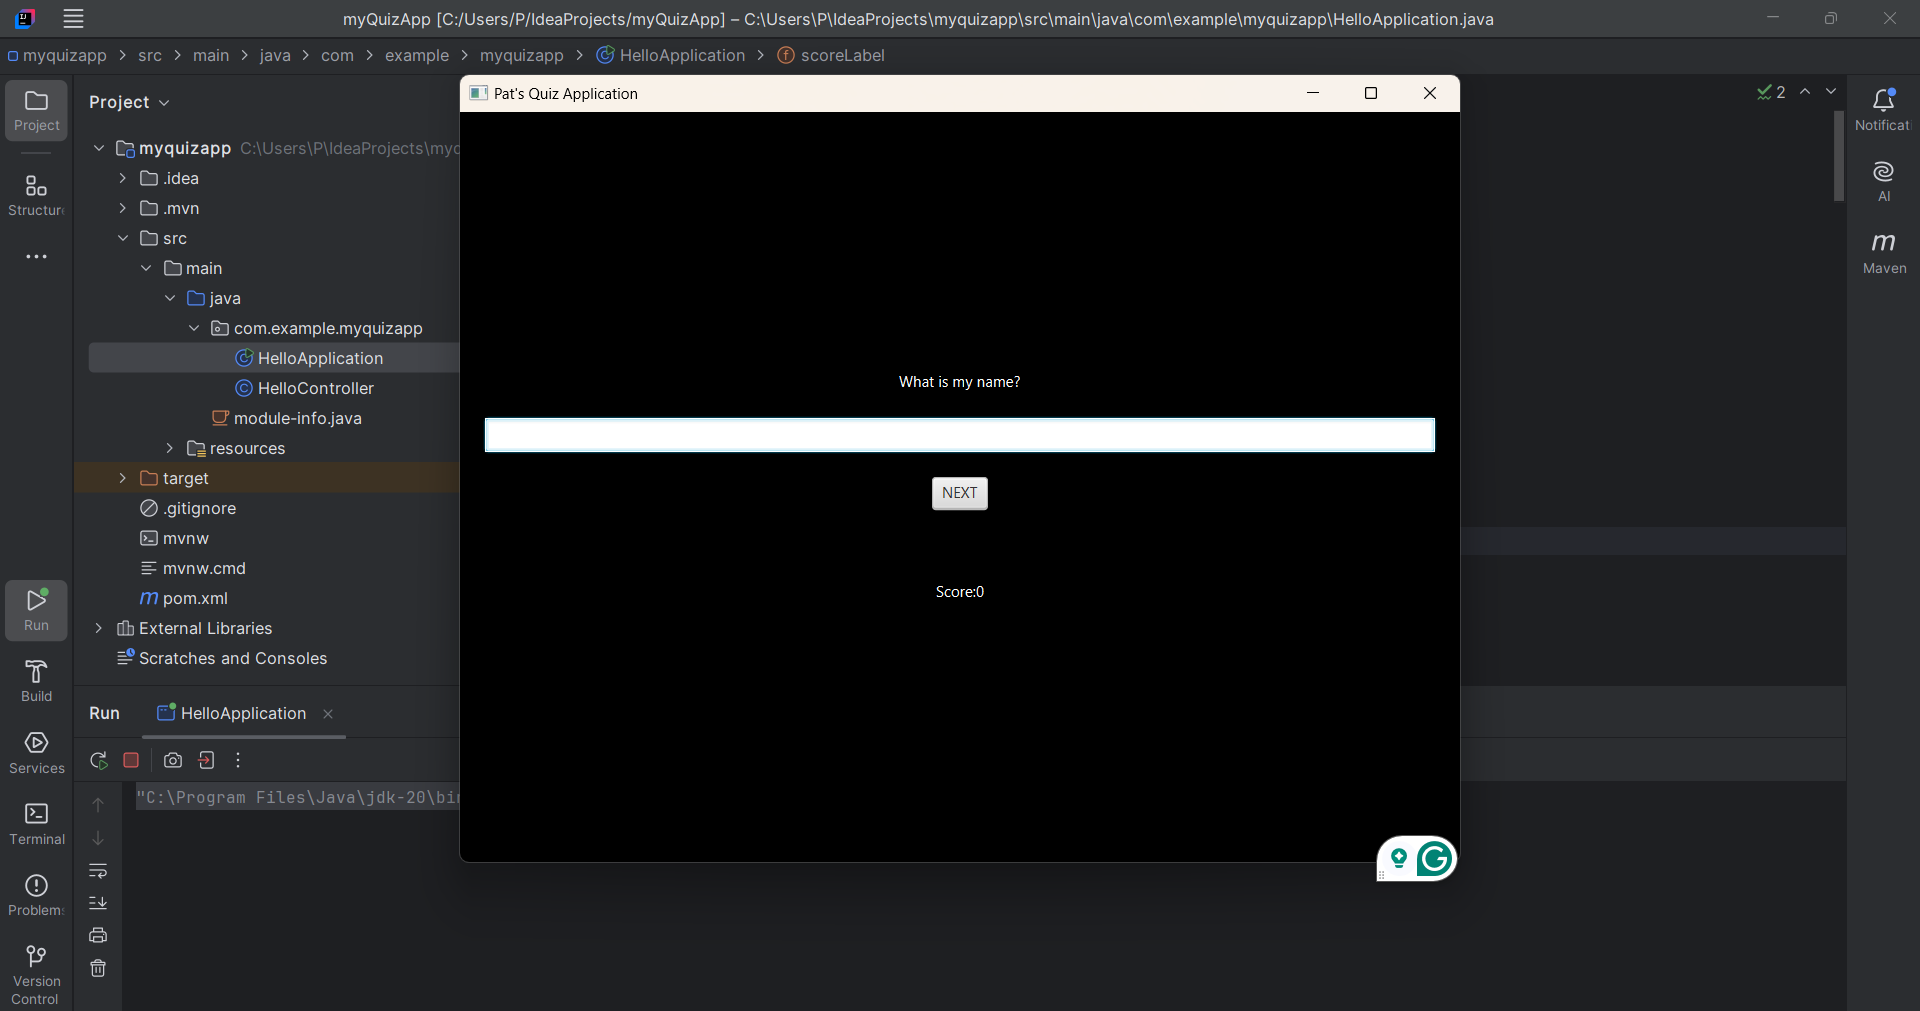 myQuizApp [C:/Users/P/IdeaProjects/myQuizApp] – C:\Users\P\IdeaProjects\myquizapp\src\main\java\com\example\myquizapp\HelloApplication.java
myquizapp > src > main > java > com > example > myquizapp > HelloApplication > scoreLabel
Project
Structure
Run
Build
Services
Terminal
Problems
Version
Control
Project
myquizapp C:\Users\P\IdeaProjects\myq
.idea
.mvn
src
main
java
com.example.myquizapp
HelloApplication
HelloController
module-info.java
resources
target
.gitignore
mvnw
mvnw.cmd
pom.xml
External Libraries
Scratches and Consoles
Run HelloApplication
"C:\Program Files\Java\jdk-20\bin
Pat's Quiz Application
What is my name?
NEXT
Score:0
2
Notificati
AI
Maven